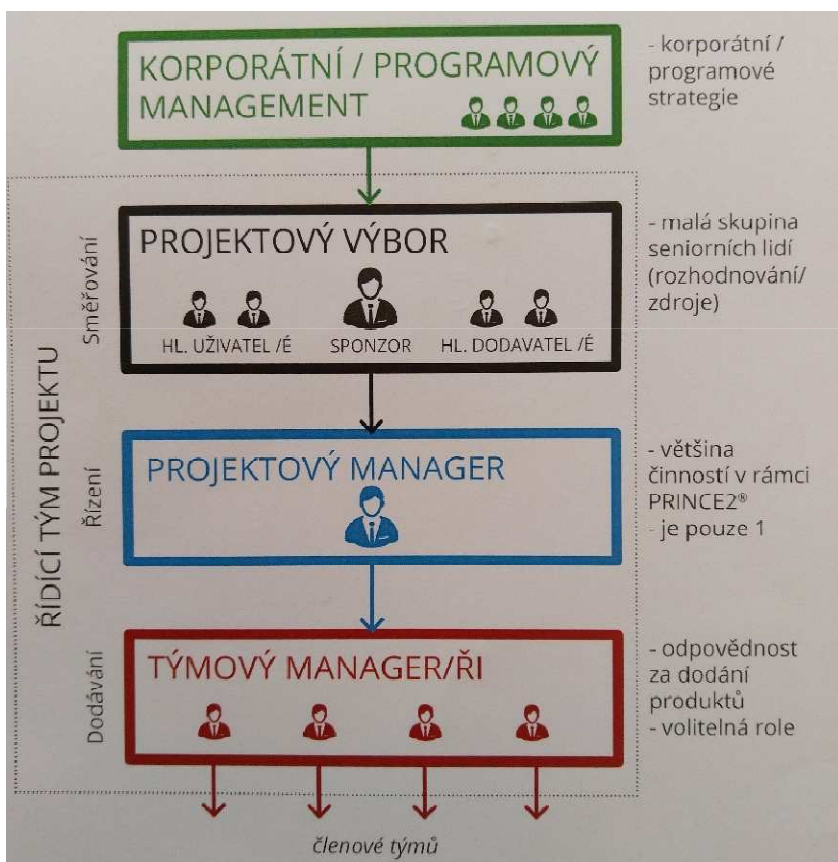 KORPORÁTNÍ / PROGRAMOVÝ
MANAGEMENT
- korporátní /
programové
strategie
ŘÍDÍCÍ TÝM PROJEKTU
Směřování
PROJEKTOVÝ VÝBOR
HL. UŽIVATEL /É
SPONZOR
HL. DODAVATEL /É
- malá skupina
seniorních lidí
(rozhodnování/
zdroje)
Řízení
PROJEKTOVÝ MANAGER
- většina
činností v rámci
PRINCE2®
- je pouze 1
Dodávání
TÝMOVÝ MANAGER/ŘI
- odpovědnost
za dodání
produktů
- volitelná role
členové týmů